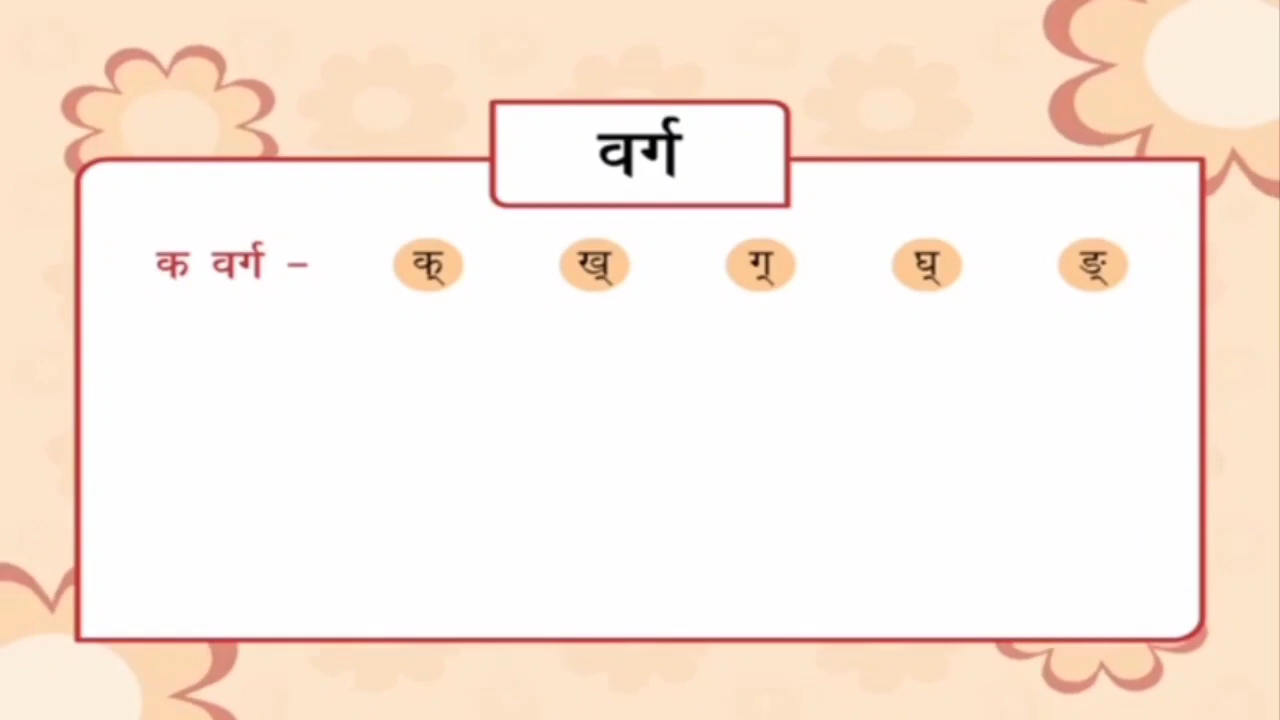 वर्ग
क वर्ग – क् ख् ग् घ् ङ्